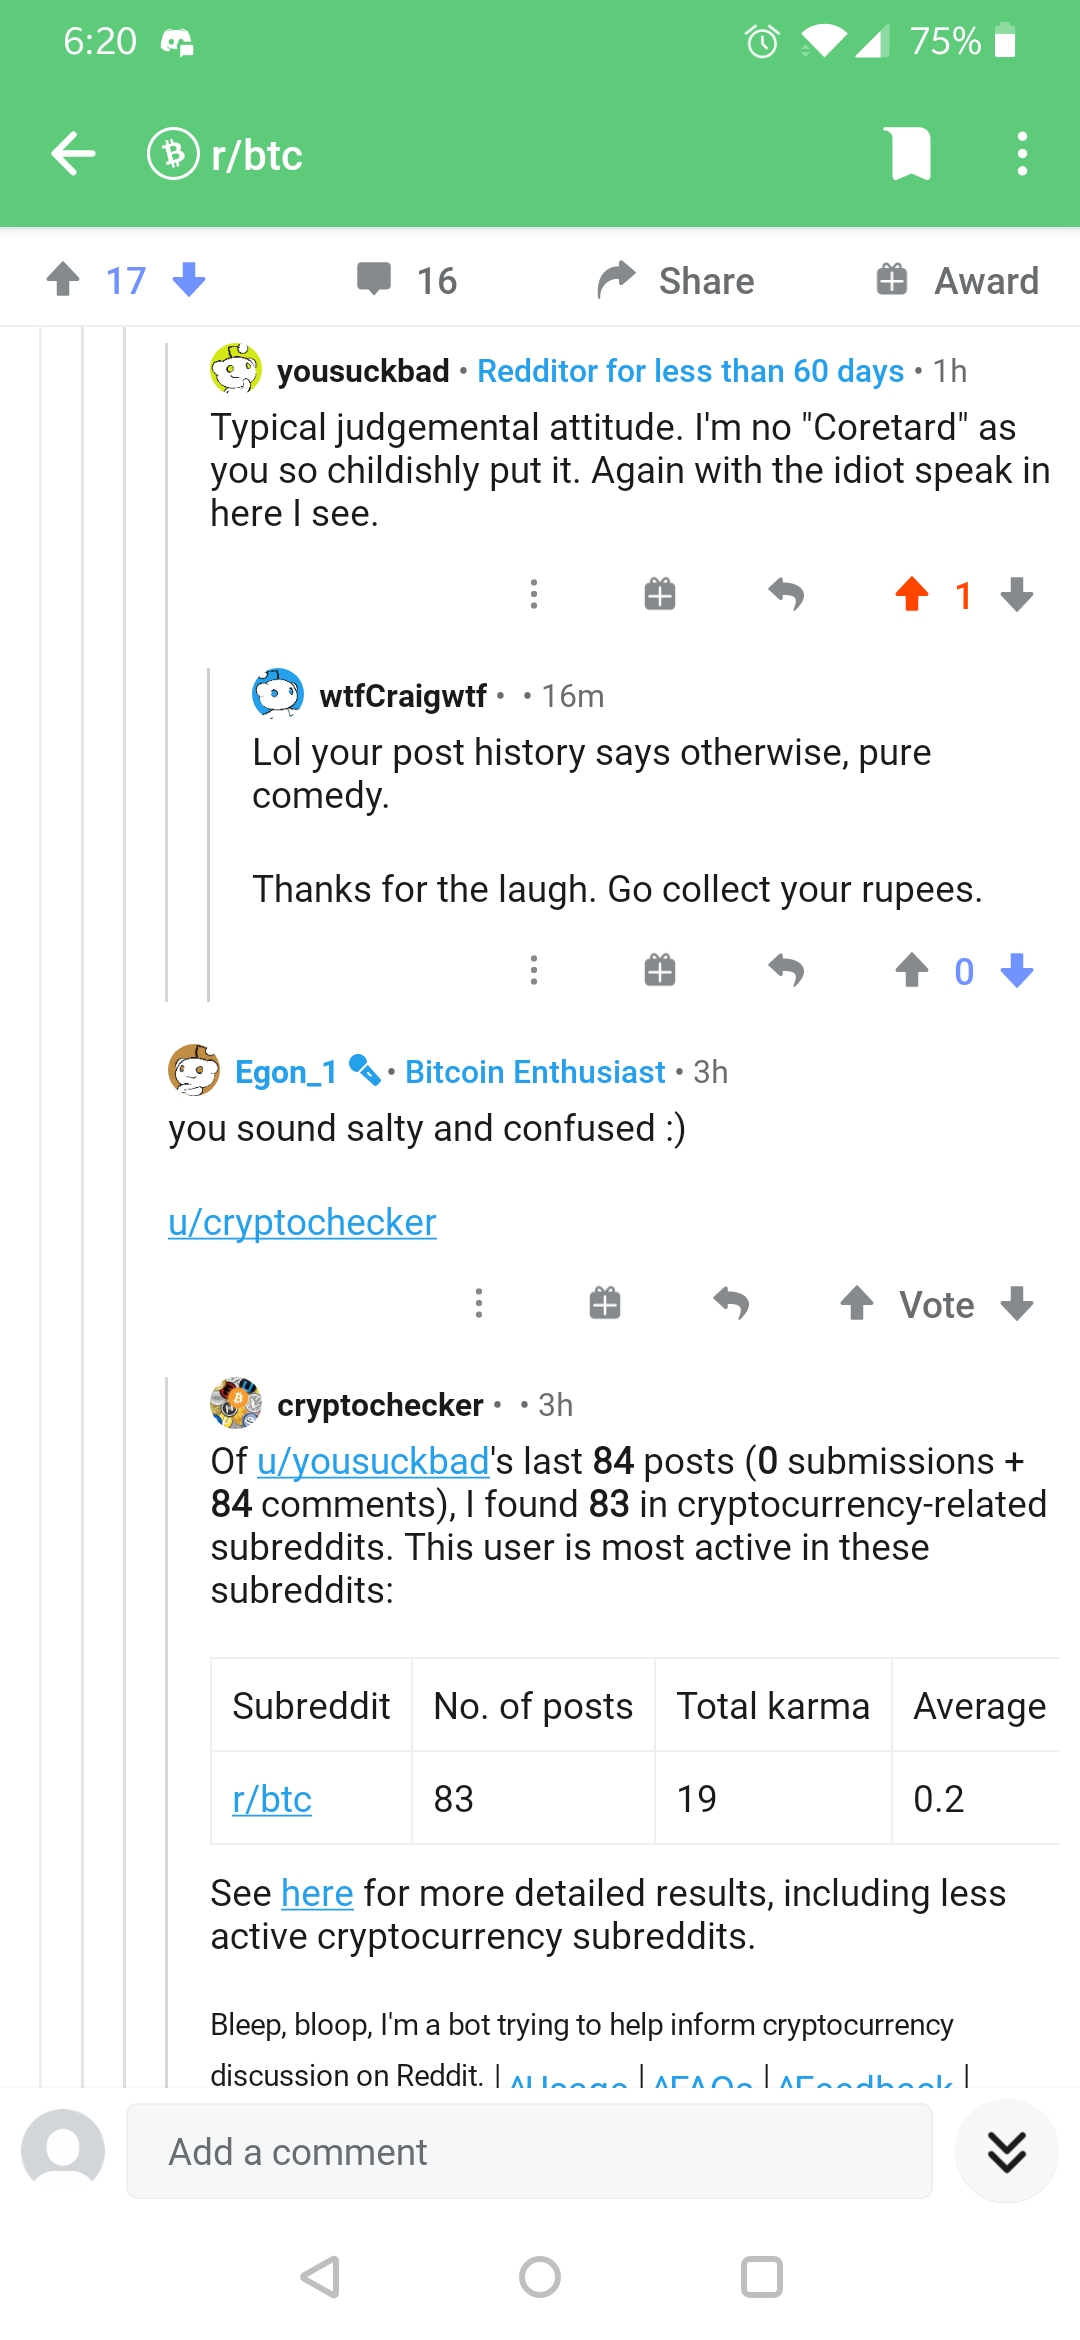 6:20 75%
r/btc
17 16 Share Award
yousuckbad • Redditor for less than 60 days • 1h
Typical judgemental attitude. I'm no "Coretard" as
you so childishly put it. Again with the idiot speak in
here I see.
1
wtfCraigwtf • • 16m
Lol your post history says otherwise, pure
comedy.
Thanks for the laugh. Go collect your rupees.
0
Egon_1 • Bitcoin Enthusiast • 3h
you sound salty and confused :)
u/cryptochecker
Vote
cryptochecker • • 3h
Of u/yousuckbad's last 84 posts (0 submissions +
84 comments), I found 83 in cryptocurrency-related
subreddits. This user is most active in these
subreddits:
Subreddit No. of posts Total karma Average
r/btc 83 19 0.2
See here for more detailed results, including less
active cryptocurrency subreddits.
Bleep, bloop, I'm a bot trying to help inform cryptocurrency
discussion on Reddit. | ^Usage | ^FAQs | ^Feedback |
Add a comment